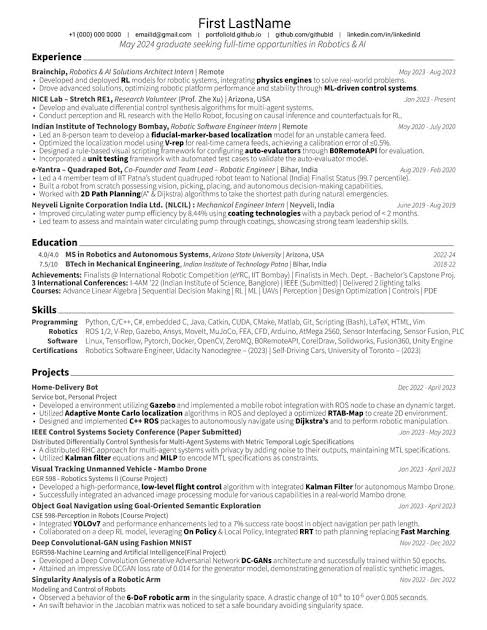 First LastName
+1 (000) 000 0000 | emailid@gmail.com | portfolioId.github.io | github.com/githubId | linkedin.com/in/linkedinId
May 2024 graduate seeking full-time opportunities in Robotics & AI
Experience
Brainchip, Robotics & AI Solutions Architect Intern | Remote May 2023 - Aug 2023
• Developed and deployed RL models for robotic systems, integrating physics engines to solve real-world problems.
• Drove advanced solutions, optimizing robotic platform performance and stability through ML-driven control systems.
NICE Lab – Stretch RE1, Research Volunteer (Prof. Zhe Xu) | Arizona, USA Jan 2023 - Present
• Develop and evaluate differential control synthesis algorithms for multi-agent systems.
• Conduct perception and RL research with the Hello Robot, focusing on causal inference and counterfactuals for RL.
Indian Institute of Technology Bombay, Robotic Software Engineer Intern | Remote May 2020 - July 2020
• Led an 8-person team to develop a fiducial-marker-based localization model for an unstable camera feed.
• Optimized the localization model using V-rep for real-time camera feeds, achieving a calibration error of ±0.5%.
• Designed a rule-based visual scripting framework for configuring auto-evaluators through B0RemoteAPI for evaluation.
• Incorporated a unit testing framework with automated test cases to validate the auto-evaluator model.
e-Yantra – Quadraped Bot, Co-Founder and Team Lead – Robotic Engineer | Bihar, India Aug 2019 - Feb 2020
• Led a 4 member team of IIT Patna's student quadruped robot team to National (India) Finalist Status (99.7 percentile).
• Built a robot from scratch possessing vision, picking, placing, and autonomous decision-making capabilities.
• Worked with 2D Path Planning(A* & Dijkstra) algorithms to take the shortest path during natural emergencies.
Neyveli Lignite Corporation India Ltd. (NLCIL) : Mechanical Engineer Intern | Neyveli, India June 2019 - Aug 2019
• Improved circulating water pump efficiency by 8.44% using coating technologies with a payback period of < 2 months.
• Led team to assess and maintain water circulating pumps through coatings, showcasing strong team leadership skills.
Education
4.0/4.0 MS in Robotics and Autonomous Systems, Arizona State University | Arizona, USA 2022-24
7.5/10 BTech in Mechanical Engineering, Indian Institute of Technology Patna | Bihar, India 2018-22
Achievements: Finalists @ International Robotic Competition (eYRC, IIT Bombay) | Finalists in Mech. Dept. - Bachelor's Capstone Proj.
3 International Conferences: I-4AM '22 (Indian Institute of Science, Banglore) | IEEE (Submitted) | Delivered 2 lighting talks
Courses: Advance Linear Algebra | Sequential Decision Making | RL | ML | UAVs | Perception | Design Optimization | Controls | PDE
Skills
Programming Python, C/C++, C#, embedded C, Java, Catkin, CUDA, CMake, Matlab, Git, Scripting (Bash), LaTeX, HTML, Vim
Robotics ROS 1/2, V-Rep, Gazebo, Ansys, MoveIt, MuJoCo, FEA, CFD, Arduino, ATMega 2560, Sensor Interfacing, Sensor Fusion, PLC
Software Linux, Tensorflow, Pytorch, Docker, OpenCV, ZeroMQ, B0RemoteAPI, CorelDraw, Solidworks, Fusion360, Unity Engine
Certifications Robotics Software Engineer, Udacity Nanodegree – (2023) | Self-Driving Cars, University of Toronto – (2023)
Projects
Home-Delivery Bot Dec 2022 - April 2023
Service bot, Personal Project
• Developed a environment utilizing Gazebo and implemented a mobile robot integration with ROS node to chase an dynamic target.
• Utilized Adaptive Monte Carlo localization algorithms in ROS and deployed a optimized RTAB-Map to create 2D environment.
• Designed and implemented C++ ROS packages to autonomously navigate using Dijkstra's and to perform robotic manipulation.
IEEE Control Systems Society Conference (Paper Submitted) Jan 2023 - May 2023
Distributed Differentially Control Synthesis for Multi-Agent Systems with Metric Temporal Logic Specifications
• A distributed RHC approach for multi-agent systems with privacy by adding noise to their outputs, maintaining MTL specifications.
• Utilized Kalman filter equations and MILP to encode MTL specifications as constraints.
Visual Tracking Unmanned Vehicle - Mambo Drone Jan 2023 - April 2023
EGR 598 - Robotics Systems II (Course Project)
• Developed a high-performance, low-level flight control algorithm with integrated Kalman Filter for autonomous Mambo Drone.
• Successfully integrated an advanced image processing module for various capabilities in a real-world Mambo drone.
Object Goal Navigation using Goal-Oriented Semantic Exploration Jan 2023 - April 2023
CSE 598-Perception in Robots (Course Project)
• Integrated YOLOv7 and performance enhancements led to a 7% success rate boost in object navigation per path length.
• Collaborated on a deep RL model, leveraging On Policy & Local Policy, Integrated RRT to path planning replacing Fast Marching.
Deep Convolutional-GAN using Fashion MNIST Nov 2022 - Dec 2022
EGR598-Machine Learning and Artificial Intelligence(Final Project)
• Developed a Deep Convolutional Generative Adversarial Network DC-GANs architecture and successfully trained within 50 epochs.
• Attained an impressive DCGAN loss rate of 0.014 for the generator model, demonstrating generation of realistic synthetic images.
Singularity Analysis of a Robotic Arm Nov 2022 - Dec 2022
Modeling and Control of Robots
• Observed a behavior of the 6-DoF robotic arm in the singularity space. A drastic change of 10⁻⁴ to 10⁻⁶ over 0.005 seconds.
• An swift behavior in the Jacobian matrix was noticed to set a safe boundary avoiding singularity space.